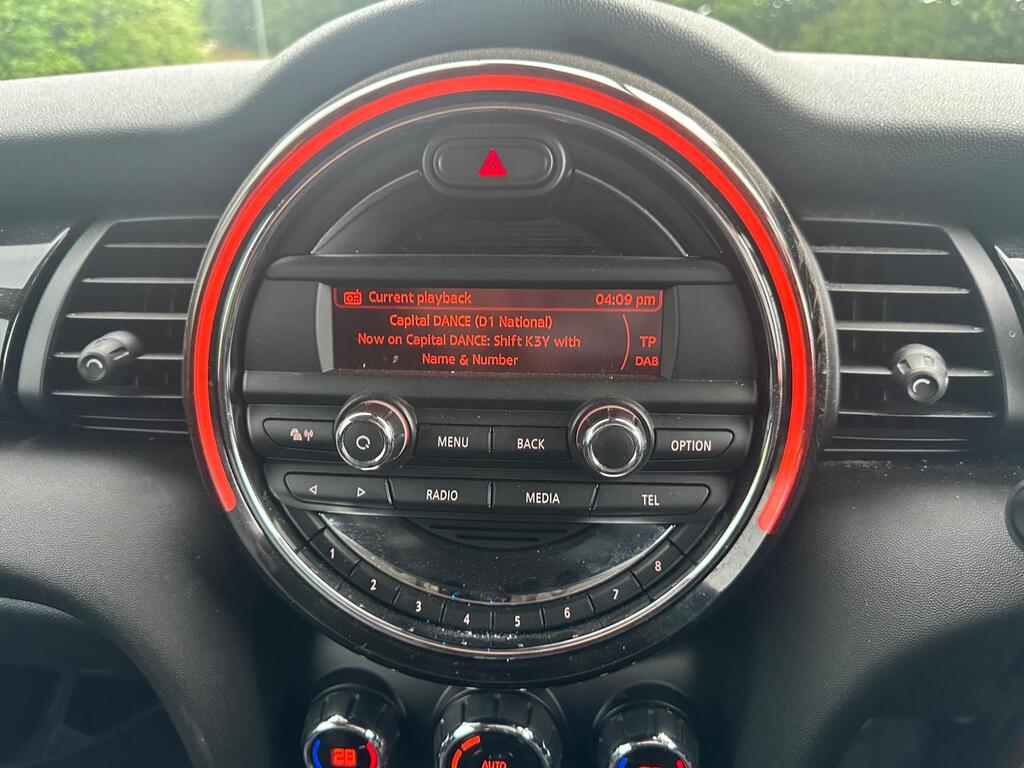 Current playback 04:09 pm
Capital DANCE (D1 National)
Now on Capital DANCE: Shift K3Y with TP
Name & Number DAB
MENU BACK OPTION
RADIO MEDIA TEL
1 2 3 4 5 6 7 8
28 AUTO